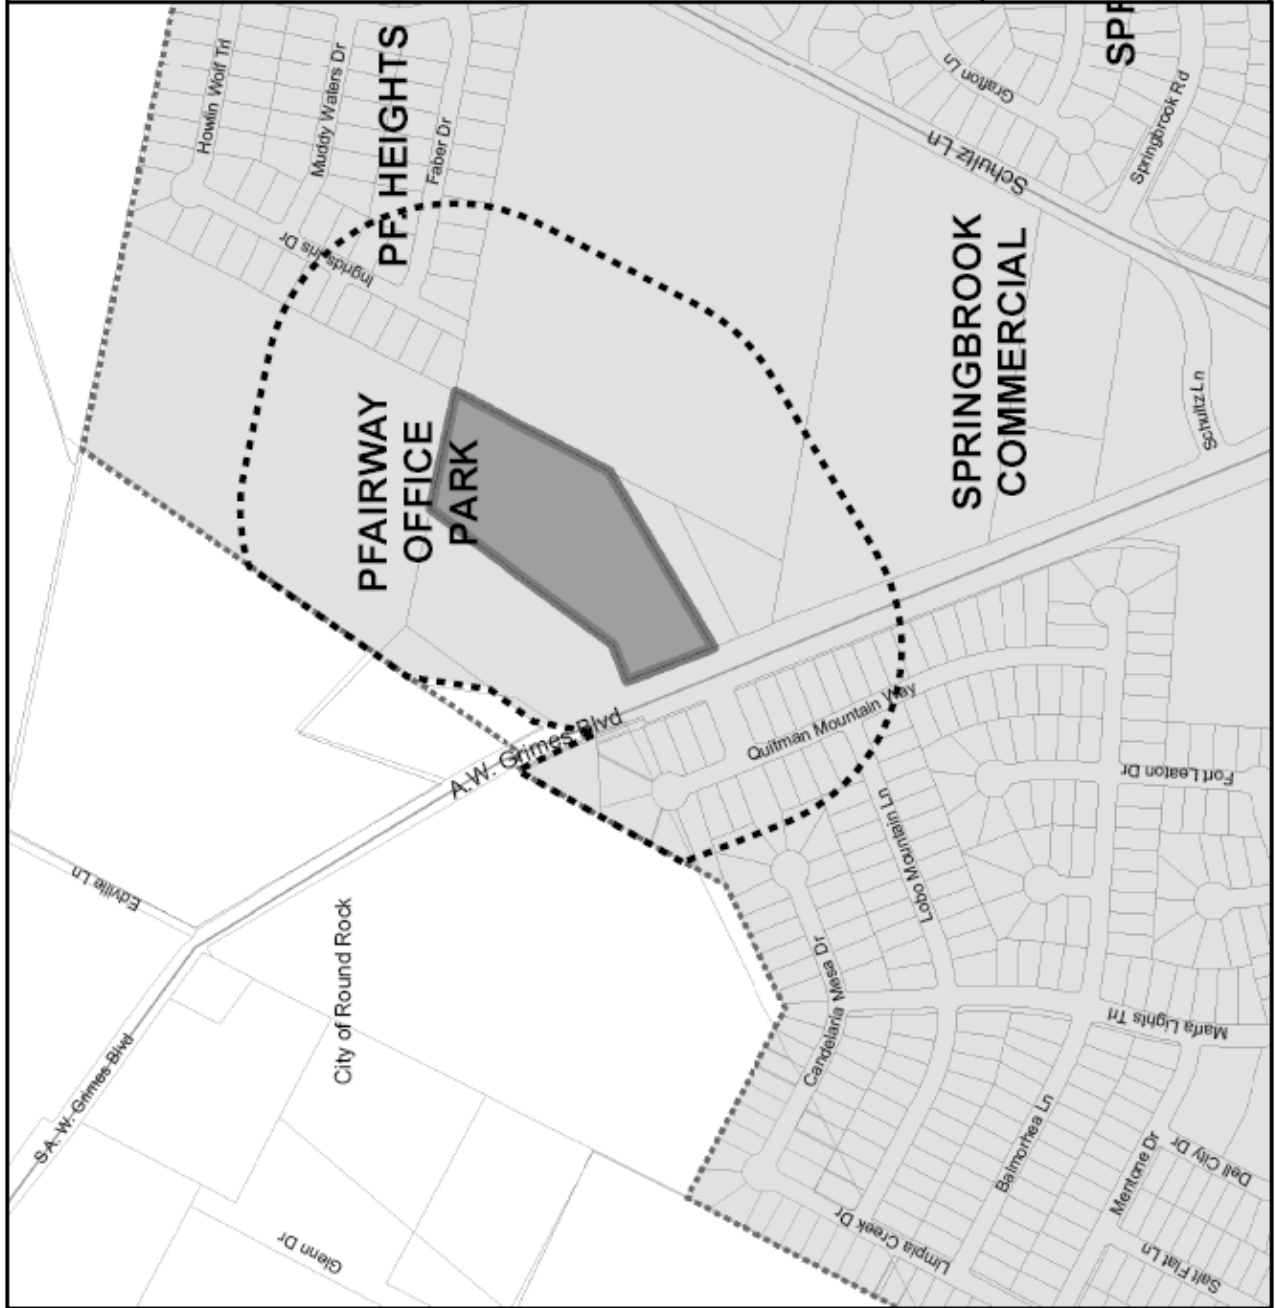 Howlin Wolf Trl
Muddy Waters Dr
PF. HEIGHTS
Faber Dr
Ingrids Iris Dr
Grafton Ln
Springbrook Rd
Schultz Ln
SPRINGBROOK
COMMERCIAL
Schultz Ln
PFAIRWAY
OFFICE
PARK
A.W. Grimes Blvd
Quitman Mountain Way
Fort Leaton Dr
Lobo Mountain Ln
Edville Ln
City of Round Rock
Candelaria Mesa Dr
Marfa Lights Trl
S A. W. Grimes Blvd
Balmorhea Ln
Mentone Dr
Dell City Dr
Limpia Creek Dr
Salt Flat Ln
Glenn Dr